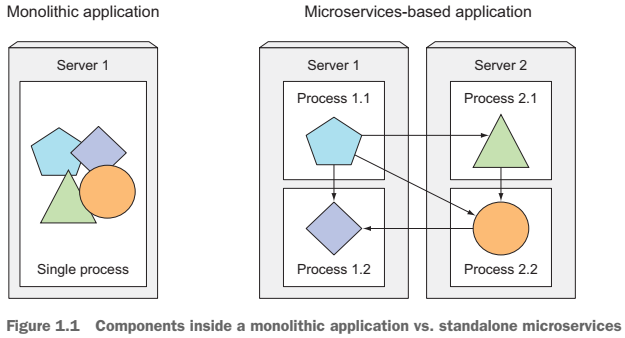 Monolithic application
Microservices-based application
Server 1
Single process
Server 1
Server 2
Process 1.1
Process 2.1
Process 1.2
Process 2.2
Figure 1.1 Components inside a monolithic application vs. standalone microservices